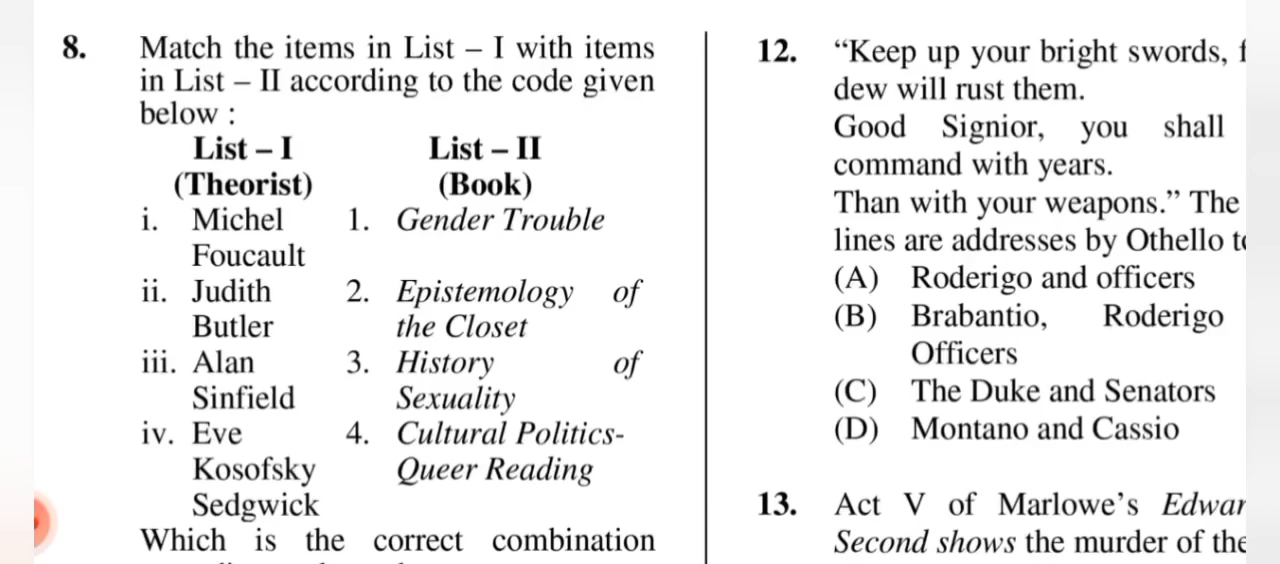 8. Match the items in List – I with items
in List – II according to the code given
below :
List – I List – II
(Theorist) (Book)
i. Michel 1. Gender Trouble
Foucault
ii. Judith 2. Epistemology of
Butler the Closet
iii. Alan 3. History of
Sinfield Sexuality
iv. Eve 4. Cultural Politics-
Kosofsky Queer Reading
Sedgwick
Which is the correct combination
12. “Keep up your bright swords,
dew will rust them.
Good Signior, you shall
command with years.
Than with your weapons.” The
lines are addresses by Othello
(A) Roderigo and officers
(B) Brabantio, Roderigo
Officers
(C) The Duke and Senators
(D) Montano and Cassio
13. Act V of Marlowe’s
Second shows the murder of the